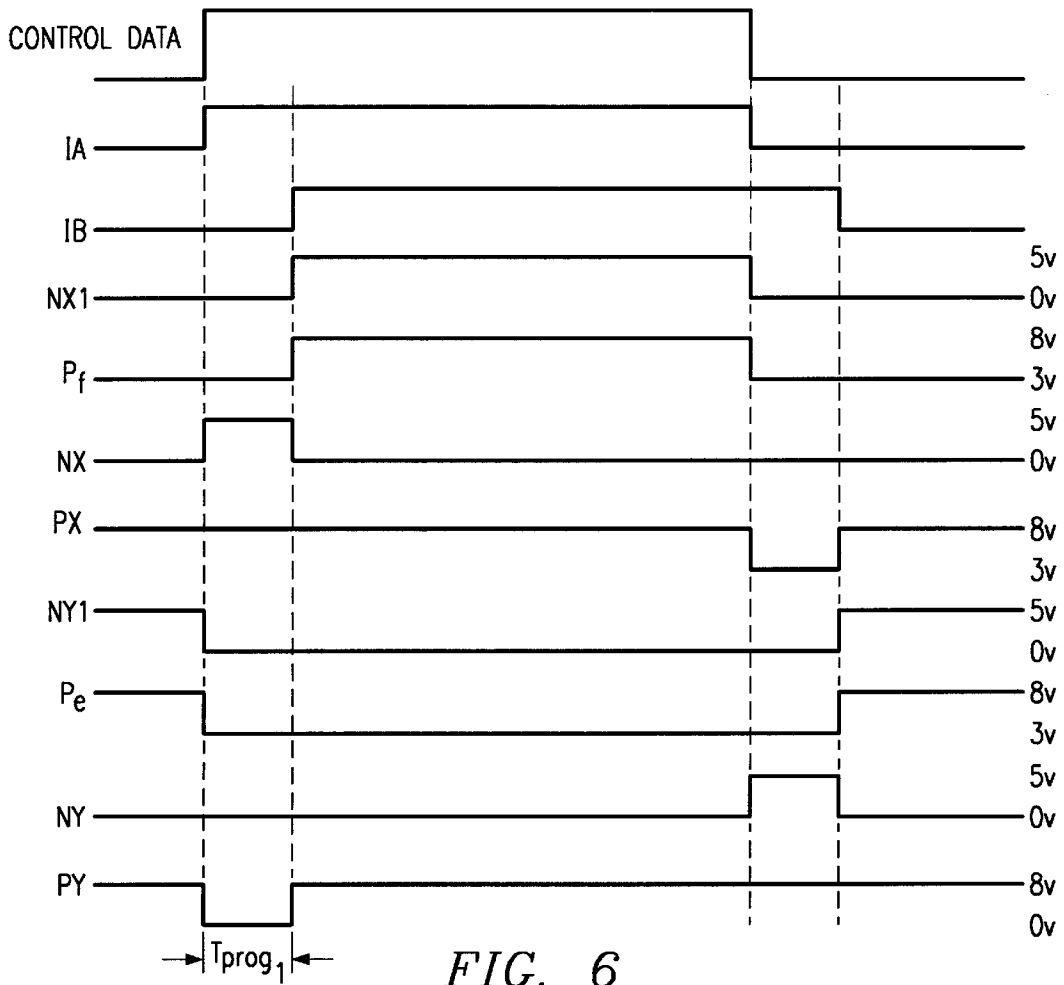 CONTROL DATA
IA
IB
5v
NX1 0v
8v
Pf 3v
5v
NX 0v
PX 8v
3v
NY1 5v
0v
Pe 8v
3v
5v
NY 0v
PY 8v
0v
Tprog1
FIG. 6